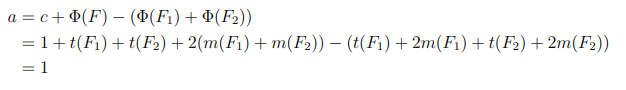 a = c + Φ(F) − (Φ(F₁) + Φ(F₂))
= 1 + t(F₁) + t(F₂) + 2(m(F₁) + m(F₂)) − (t(F₁) + 2m(F₁) + t(F₂) + 2m(F₂))
= 1